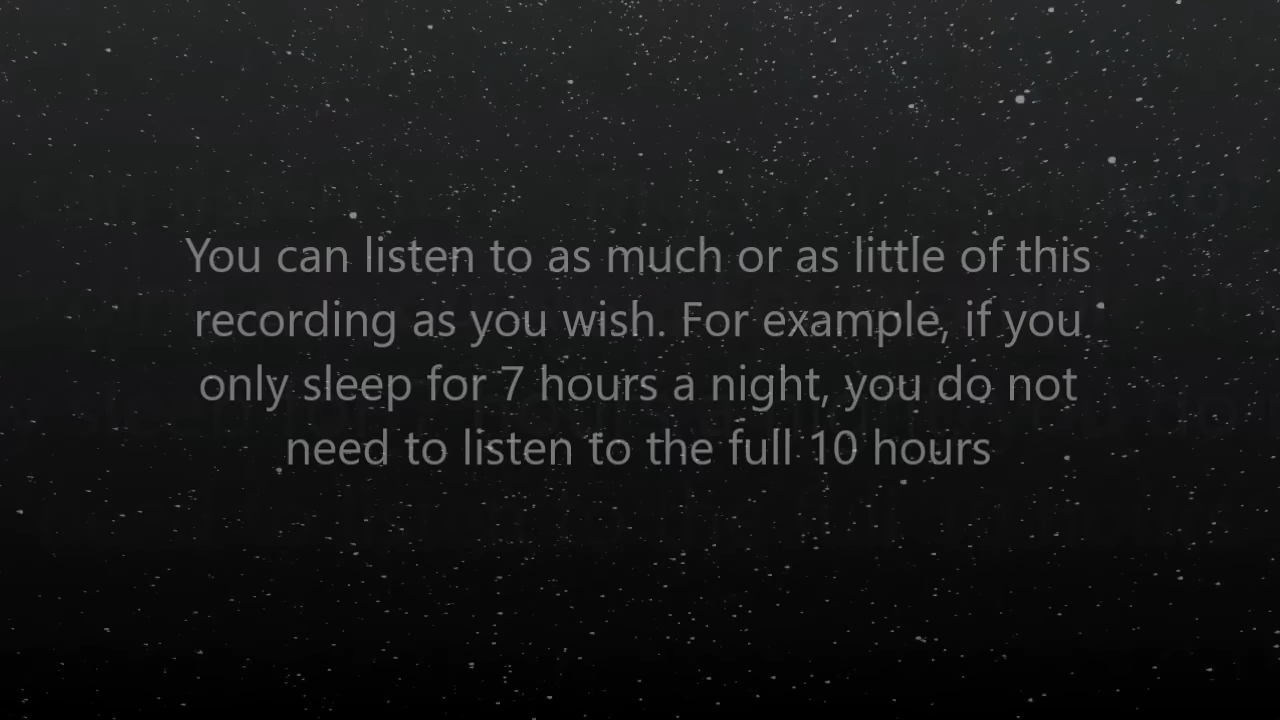 You can listen to as much or as little of this
recording as you wish. For example, if you
only sleep for 7 hours a night, you do not
need to listen to the full 10 hours